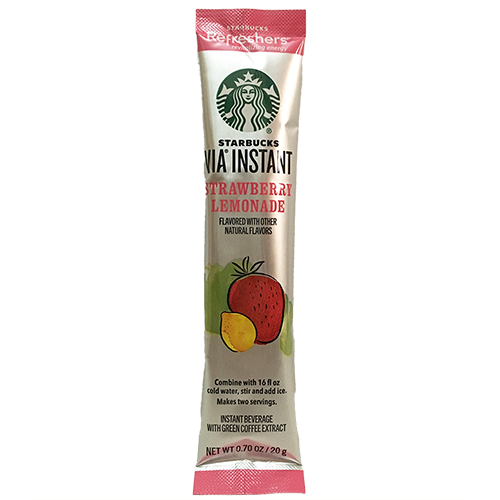 STARBUCKS
Refreshers™
revitalizing energy
®
STARBUCKS
VIA® INSTANT
STRAWBERRY
LEMONADE
FLAVORED WITH OTHER
NATURAL FLAVORS
Combine with 16 fl oz
cold water, stir and add ice.
Makes two servings.
INSTANT BEVERAGE
WITH GREEN COFFEE EXTRACT
NET WT 0.70 OZ / 20 g